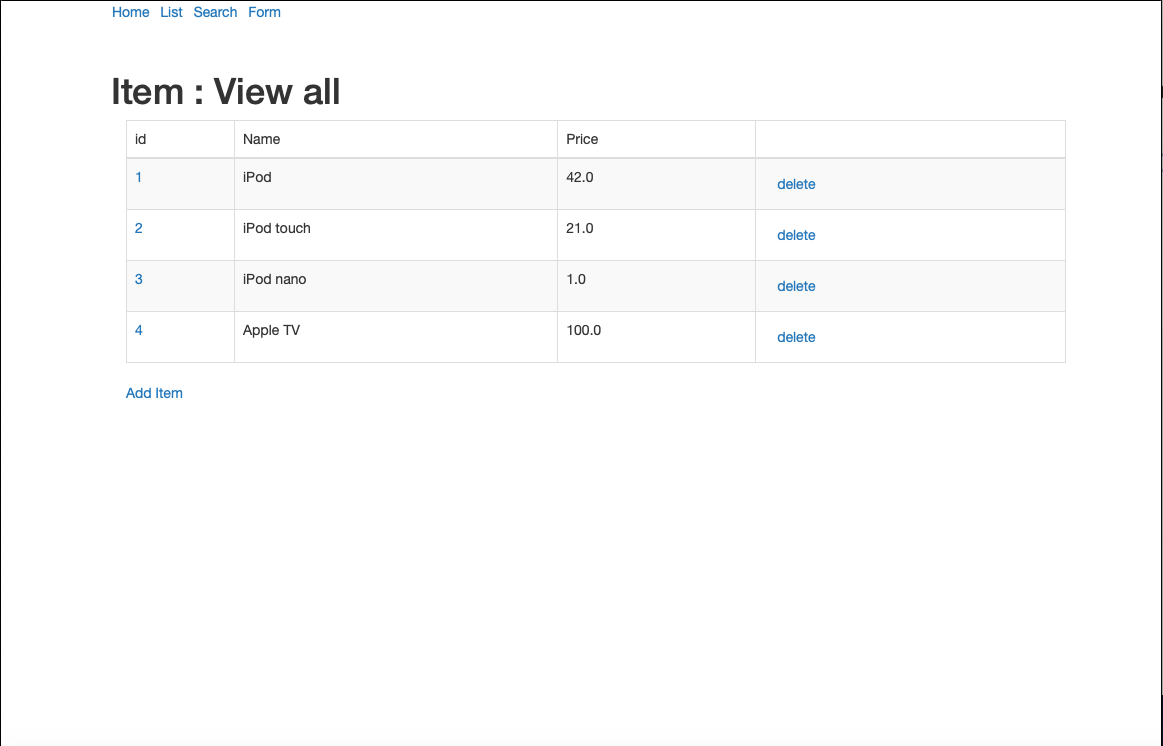 Home List Search Form
Item : View all
id Name Price
1 iPod 42.0 delete
2 iPod touch 21.0 delete
3 iPod nano 1.0 delete
4 Apple TV 100.0 delete
Add Item